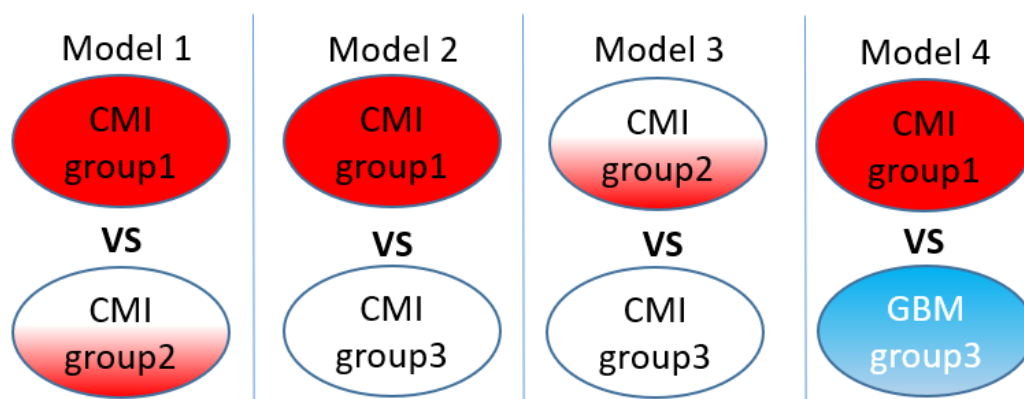 Model 1
CMI
group1
VS
CMI
group2
Model 2
CMI
group1
VS
CMI
group3
Model 3
CMI
group2
VS
CMI
group3
Model 4
CMI
group1
VS
GBM
group3